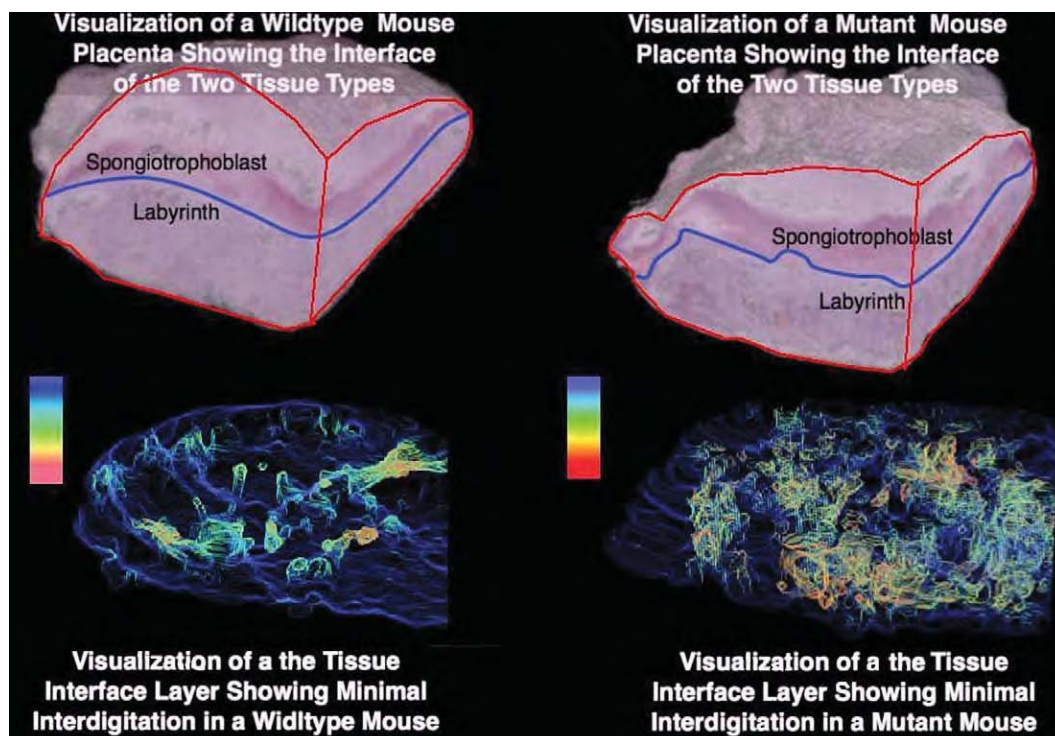 Visualization of a Wildtype Mouse
Placenta Showing the Interface
of the Two Tissue Types
Spongiotrophoblast
Labyrinth
Visualization of a Mutant Mouse
Placenta Showing the Interface
of the Two Tissue Types
Spongiotrophoblast
Labyrinth
Visualization of a the Tissue
Interface Layer Showing Minimal
Interdigitation in a Widltype Mouse
Visualization of a the Tissue
Interface Layer Showing Minimal
Interdigitation in a Mutant Mouse